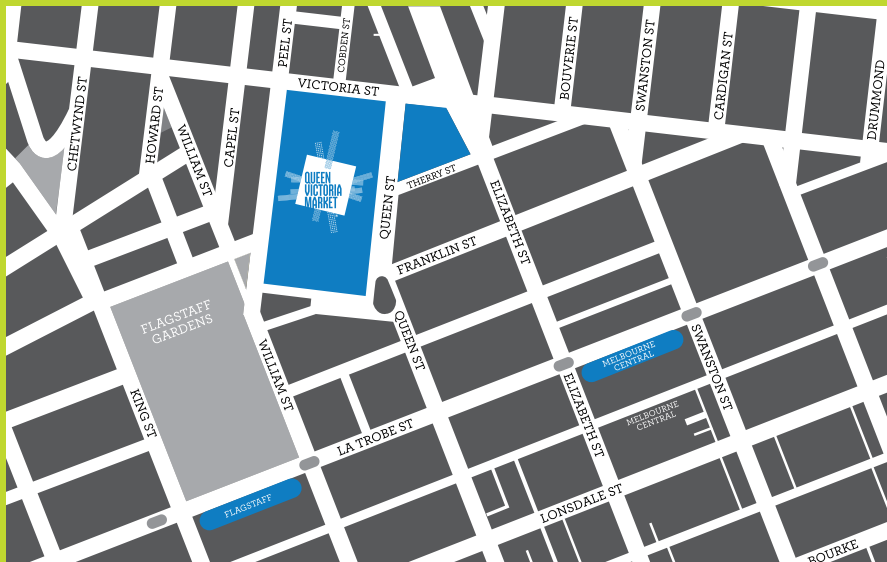 PEEL ST
COBDEN ST
BOUVERIE ST
SWANSTON ST
CARDIGAN ST
DRUMMOND
VICTORIA ST
CHETWYND ST
HOWARD ST
WILLIAM ST
CAPEL ST
QUEEN
VICTORIA
MARKET
QUEEN ST
THERRY ST
ELIZABETH ST
FRANKLIN ST
FLAGSTAFF
GARDENS
WILLIAM ST
QUEEN ST
MELBOURNE
CENTRAL
SWANSTON ST
KING ST
ELIZABETH ST
MELBOURNE
CENTRAL
LA TROBE ST
FLAGSTAFF
LONSDALE ST
BOURKE